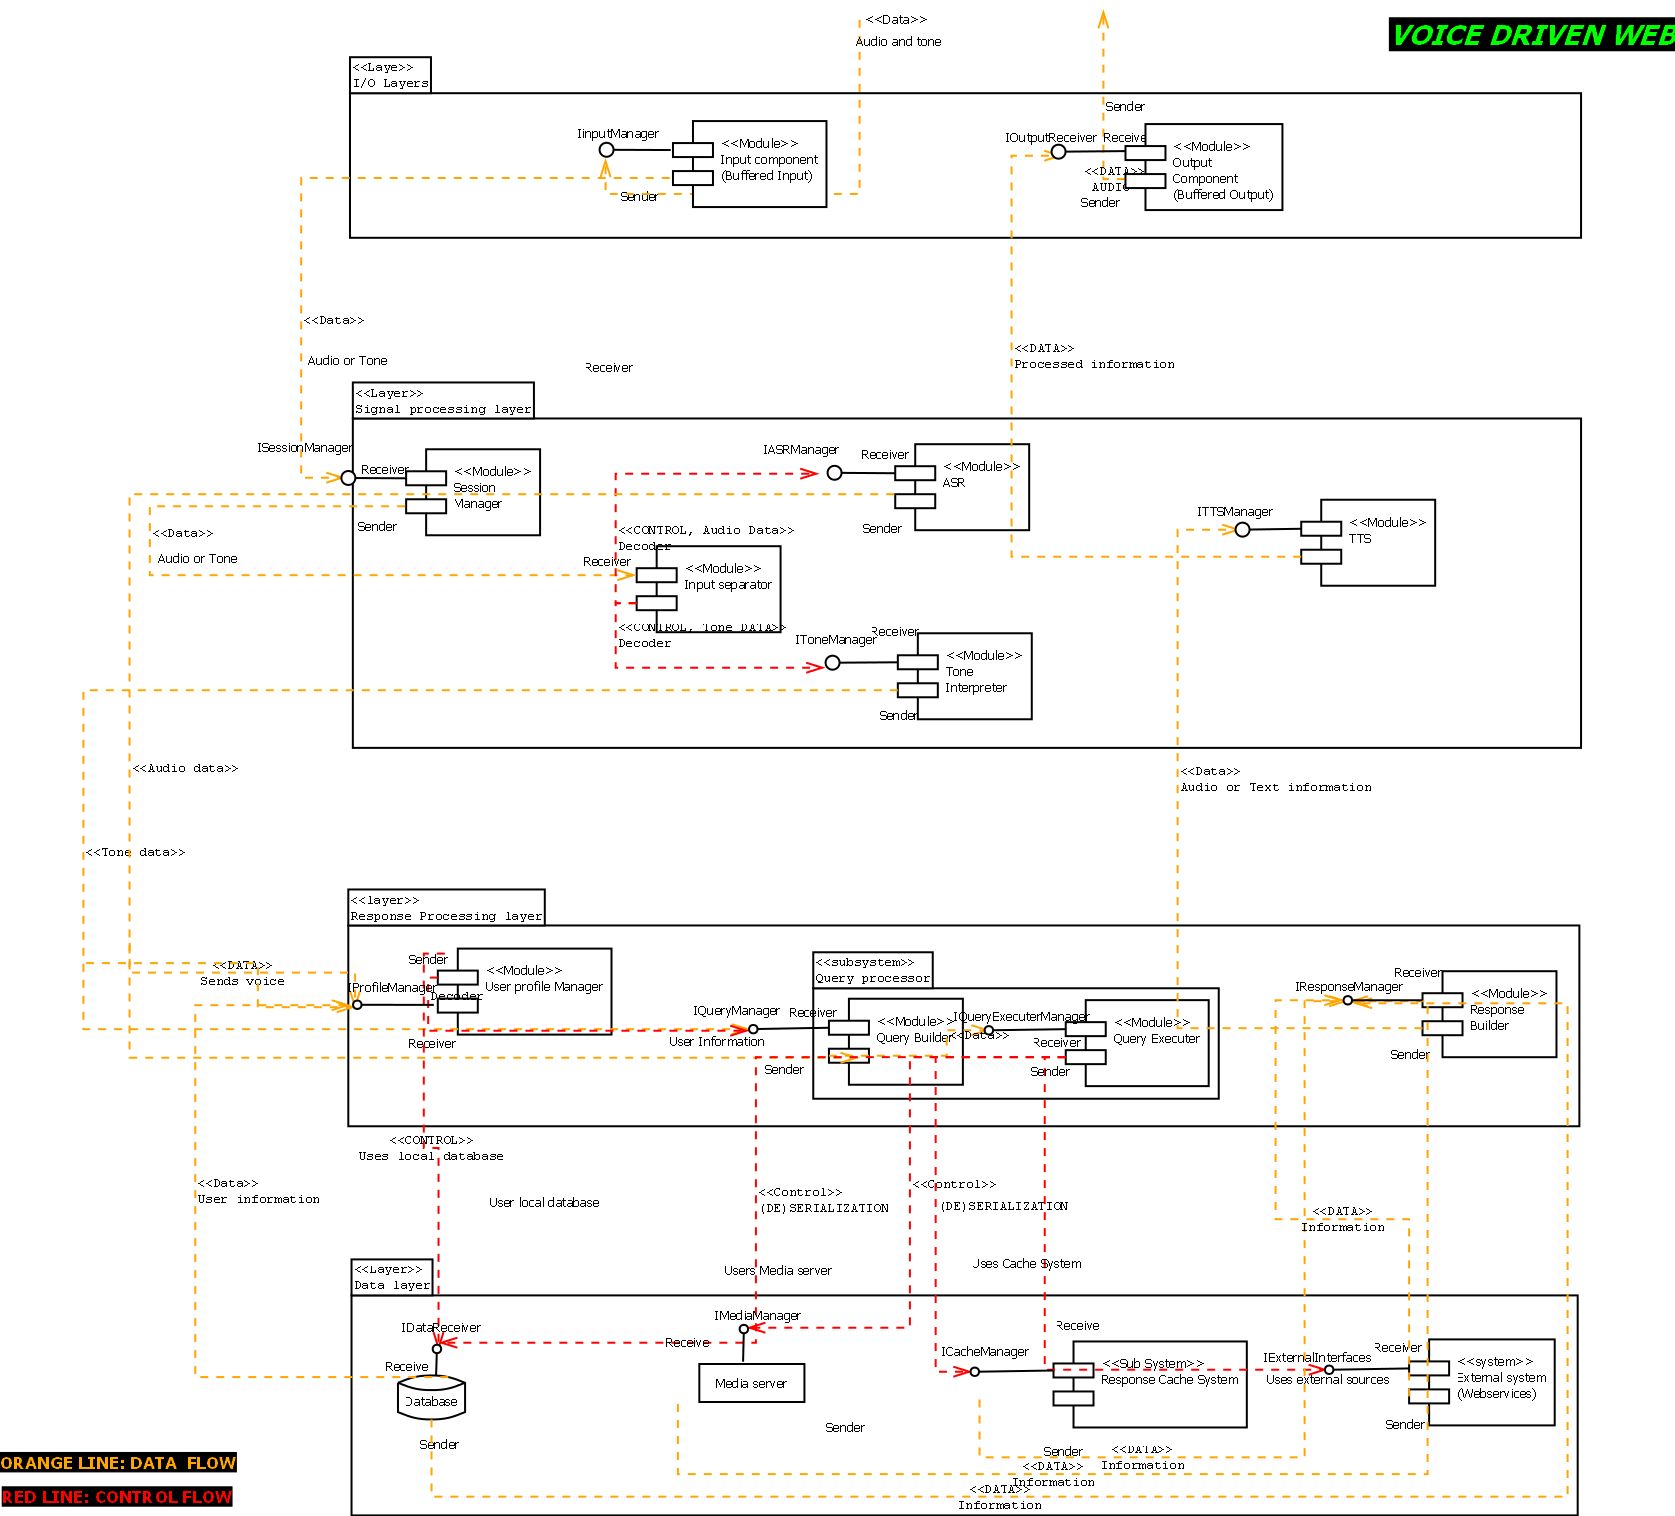 <<Data>>
Audio and tone
VOICE DRIVEN WEB
<<Laye>>
I/O Layers
Sender
IinputManager
<<Module>>
Input component
(Buffered Input)
Sender
IOutputReceiver
Receive
<<Module>>
Output
Component
(Buffered Output)
<<DATA>>
AUDIO
Sender
<<Data>>
Audio or Tone
Receiver
<<DATA>>
Processed information
<<Layer>>
Signal processing layer
ISessionManager
Receiver
<<Module>>
Session
Manager
Sender
IASRManager
Receiver
<<Module>>
ASR
Sender
ITTSManager
<<Module>>
TTS
<<Data>>
Audio or Tone
<<CONTROL, Audio Data>>
Decoder
Receiver
<<Module>>
Input separator
<<CONTROL, Tone DATA>>
Decoder
IToneManager
Receiver
<<Module>>
Tone
Interpreter
Sender
<<Audio data>>
<<Data>>
Audio or Text information
<<Tone data>>
<<layer>>
Response Processing layer
Sender
<<DATA>>
Sends voice
IProfileManager
Decoder
<<Module>>
User profile Manager
Receiver
<<subsystem>>
Query processor
IQueryManager
Receiver
User Information
<<Module>>
Query Builder
Sender
IQueryExecuterManager
<<Data>>
Receiver
<<Module>>
Query Executer
Sender
Receiver
IResponseManager
<<Module>>
Response
Builder
Sender
<<CONTROL>>
Uses local database
<<Data>>
User information
User local database
<<Control>>
(DE)SERIALIZATION
<<Control>>
(DE)SERIALIZATION
<<DATA>>
Information
Users Media server
Uses Cache System
<<Layer>>
Data layer
IDataReceiver
Receive
Database
Sender
IMediaManager
Receive
Media server
Sender
Receive
ICacheManager
<<Sub System>>
Response Cache System
Sender
IExternalInterfaces
Uses external sources
Receiver
<<system>>
External system
(Webservices)
Sender
<<DATA>>
Information
<<DATA>>
Information
<<DATA>>
Information
ORANGE LINE: DATA FLOW
RED LINE: CONTROL FLOW